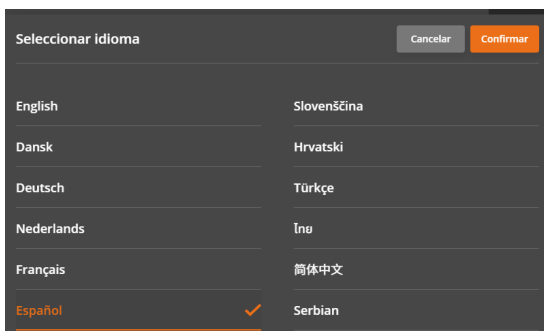 Seleccionar idioma
Cancelar
Confirmar
English
Slovenščina
Dansk
Hrvatski
Deutsch
Türkçe
Nederlands
ไทย
Français
简体中文
Español
Serbian